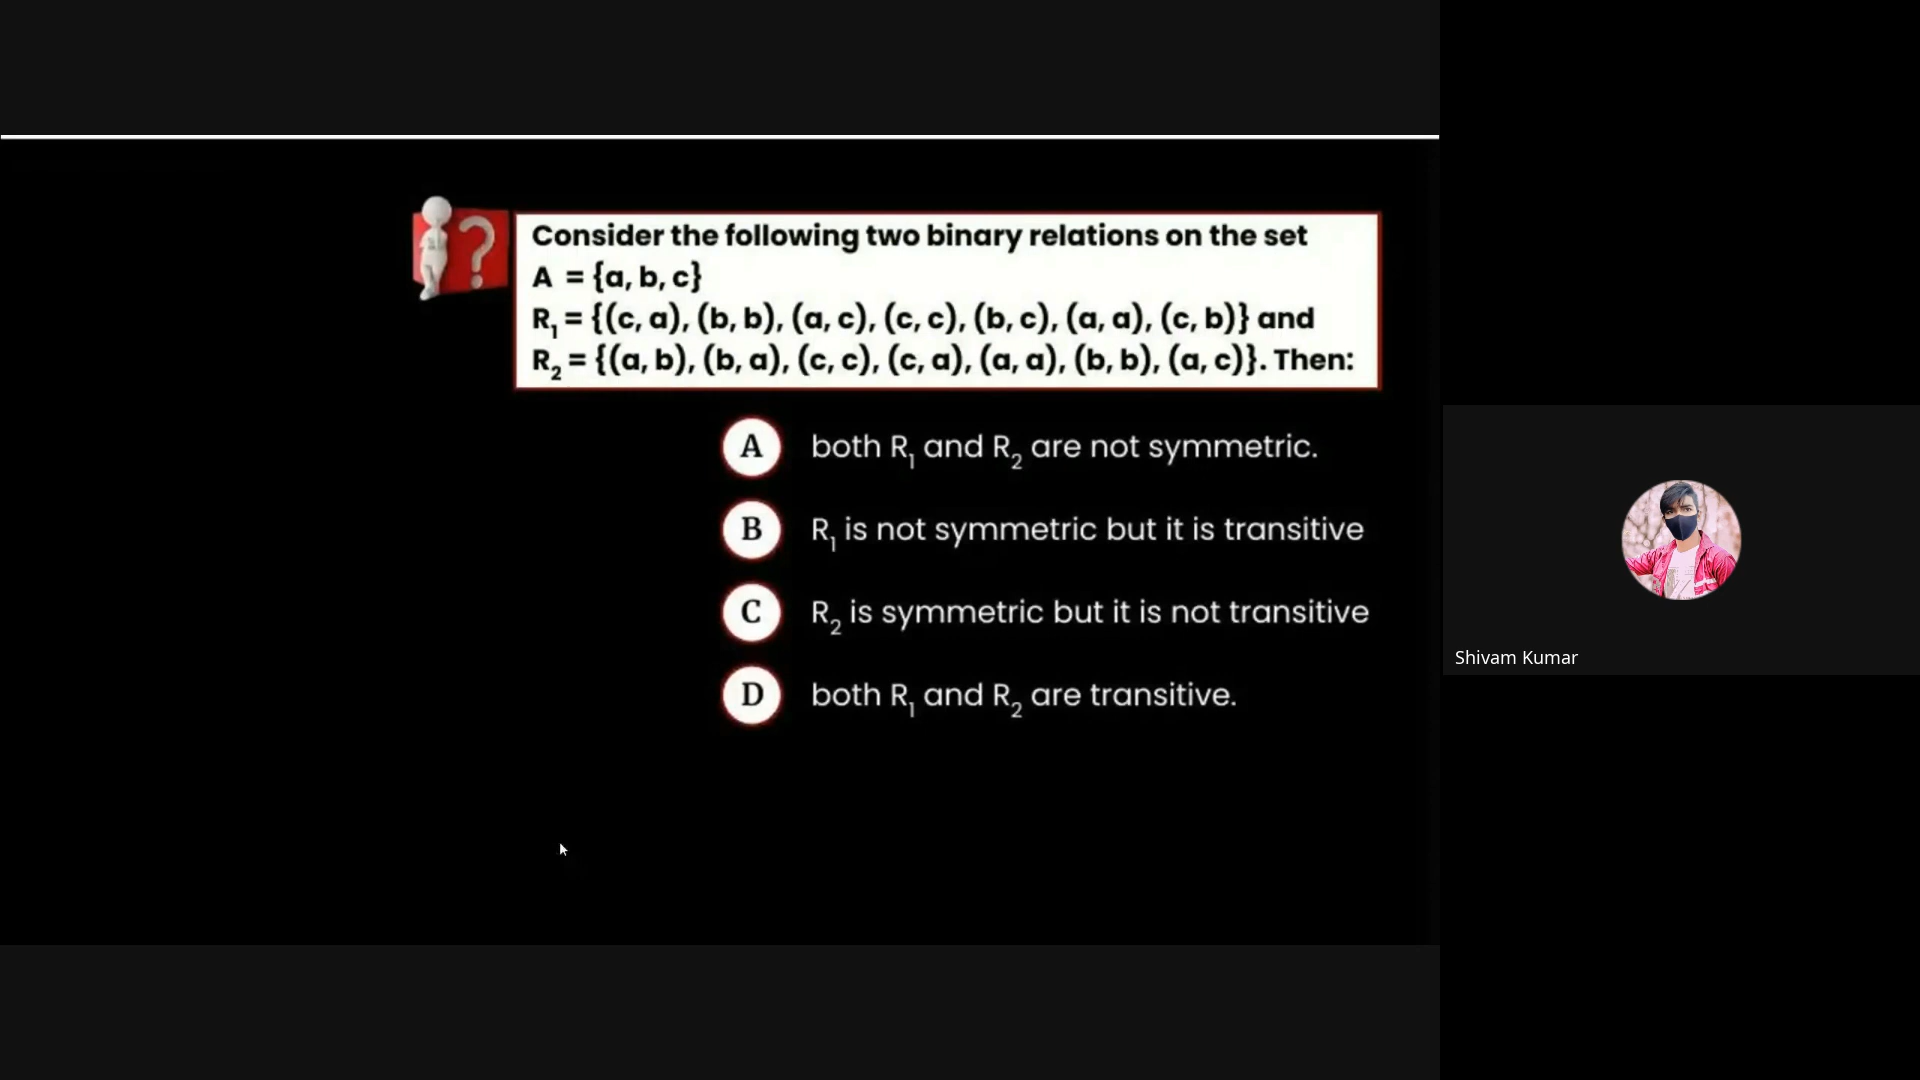 Consider the following two binary relations on the set
A = {a, b, c}
R₁ = {(c, a), (b, b), (a, c), (c, c), (b, c), (a, a), (c, b)} and
R₂ = {(a, b), (b, a), (c, c), (c, a), (a, a), (b, b), (a, c)}. Then:
A both R₁ and R₂ are not symmetric.
B R₁ is not symmetric but it is transitive
C R₂ is symmetric but it is not transitive
D both R₁ and R₂ are transitive.
Shivam Kumar